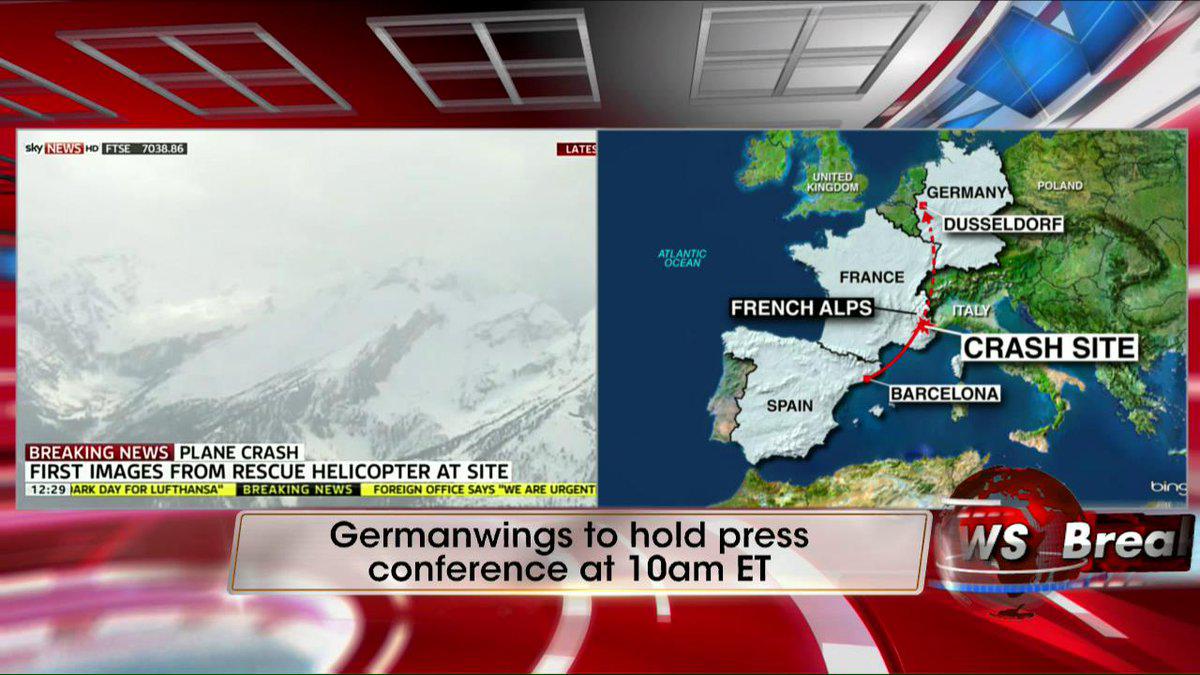 sky NEWS HD FTSE 7038.86
LATES
BREAKING NEWS PLANE CRASH
FIRST IMAGES FROM RESCUE HELICOPTER AT SITE
12:29 ARK DAY FOR LUFTHANSA" BREAKING NEWS FOREIGN OFFICE SAYS "WE ARE URGENT
UNITED
KINGDOM
GERMANY
POLAND
DUSSELDORF
ATLANTIC
OCEAN
FRANCE
FRENCH ALPS
ITALY
CRASH SITE
BARCELONA
SPAIN
bing
Germanwings to hold press
conference at 10am ET
WS Brea